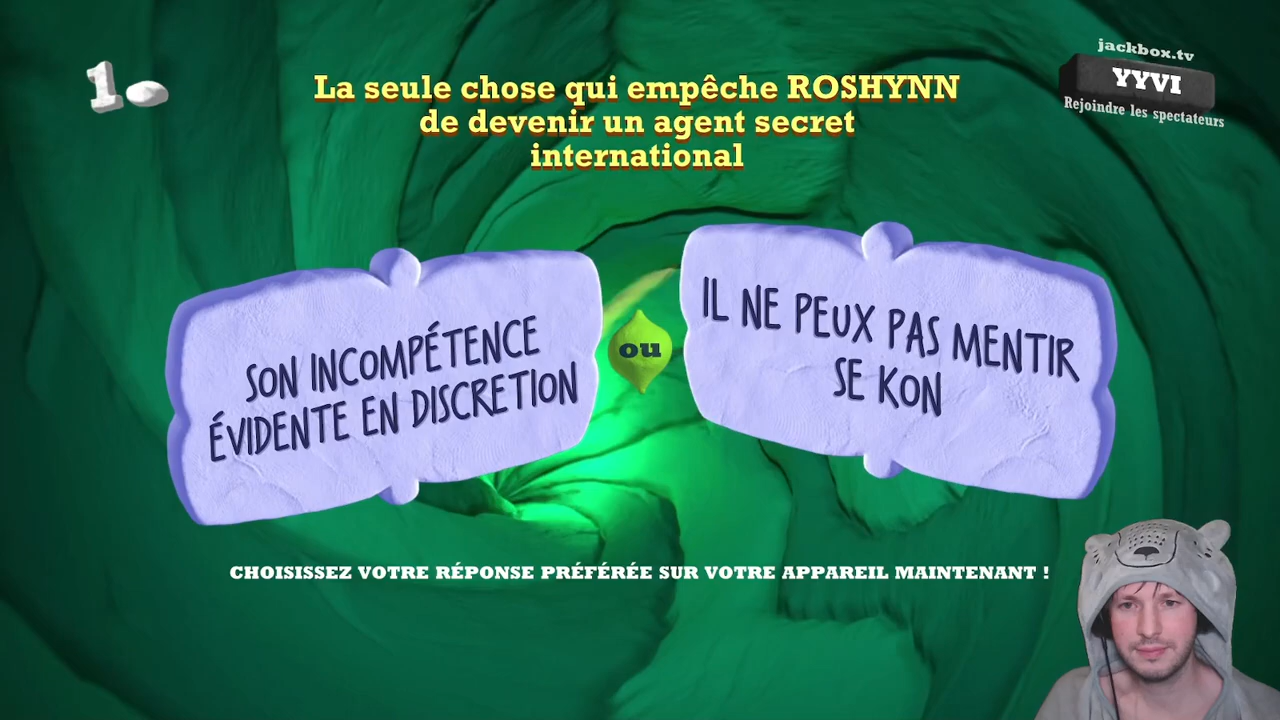 1.
La seule chose qui empêche ROSHYNN
de devenir un agent secret
international
jackbox.tv
YYVI
Rejoindre les spectateurs
SON INCOMPÉTENCE
ÉVIDENTE EN DISCRETION
ou
IL NE PEUX PAS MENTIR
SE KON
CHOISISSEZ VOTRE RÉPONSE PRÉFÉRÉE SUR VOTRE APPAREIL MAINTENANT !